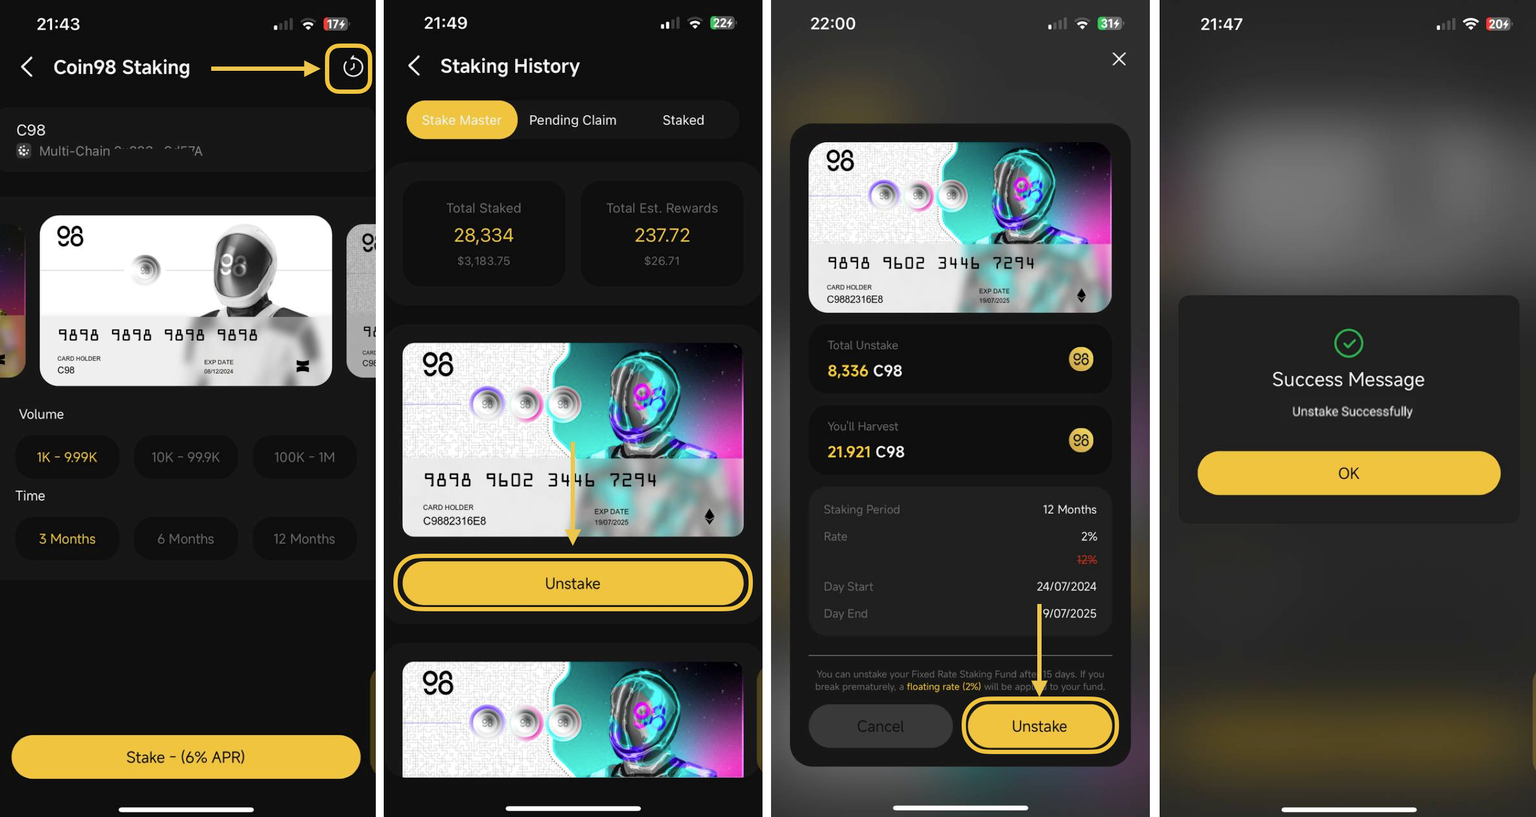 21:43
17
Coin98 Staking
C98
Multi-Chain
98
98
9898 9898 9898 9898
CARD HOLDER
C98
EXP DATE
08/12/2024
Volume
1K - 9.99K
10K - 99.9K
100K - 1M
Time
3 Months
6 Months
12 Months
Stake - (6% APR)
21:49
22
Staking History
Stake Master
Pending Claim
Staked
Total Staked
28,334
$3,183.75
Total Est. Rewards
237.72
$26.71
98
9898 9602 3446 7294
CARD HOLDER
C9882316E8
EXP DATE
19/07/2025
Unstake
98
22:00
31
98
9898 9602 3446 7294
CARD HOLDER
C9882316E8
EXP DATE
19/07/2025
Total Unstake
8,336 C98
98
You'll Harvest
21.921 C98
98
Staking Period
12 Months
Rate
2%
12%
Day Start
24/07/2024
Day End
9/07/2025
You can unstake your Fixed Rate Staking Fund after 15 days. If you
break prematurely, a floating rate (2%) will be to your fund.
Cancel
Unstake
21:47
20
Success Message
Unstake Successfully
OK